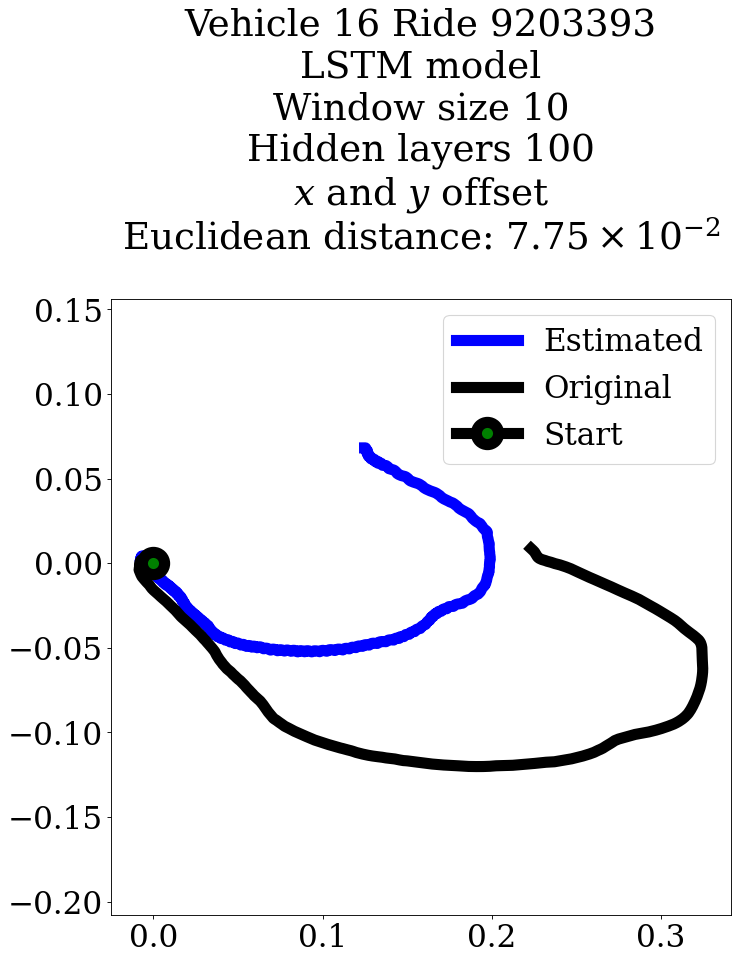 Vehicle 16 Ride 9203393
LSTM model
Window size 10
Hidden layers 100
x and y offset
Euclidean distance: 7.75 × 10⁻²
Estimated
Original
Start
0.15
0.10
0.05
0.00
−0.05
−0.10
−0.15
−0.20
0.0 0.1 0.2 0.3